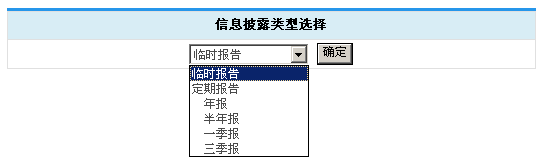 信息披露类型选择
临时报告 确定
临时报告
定期报告
年报
半年报
一季报
三季报